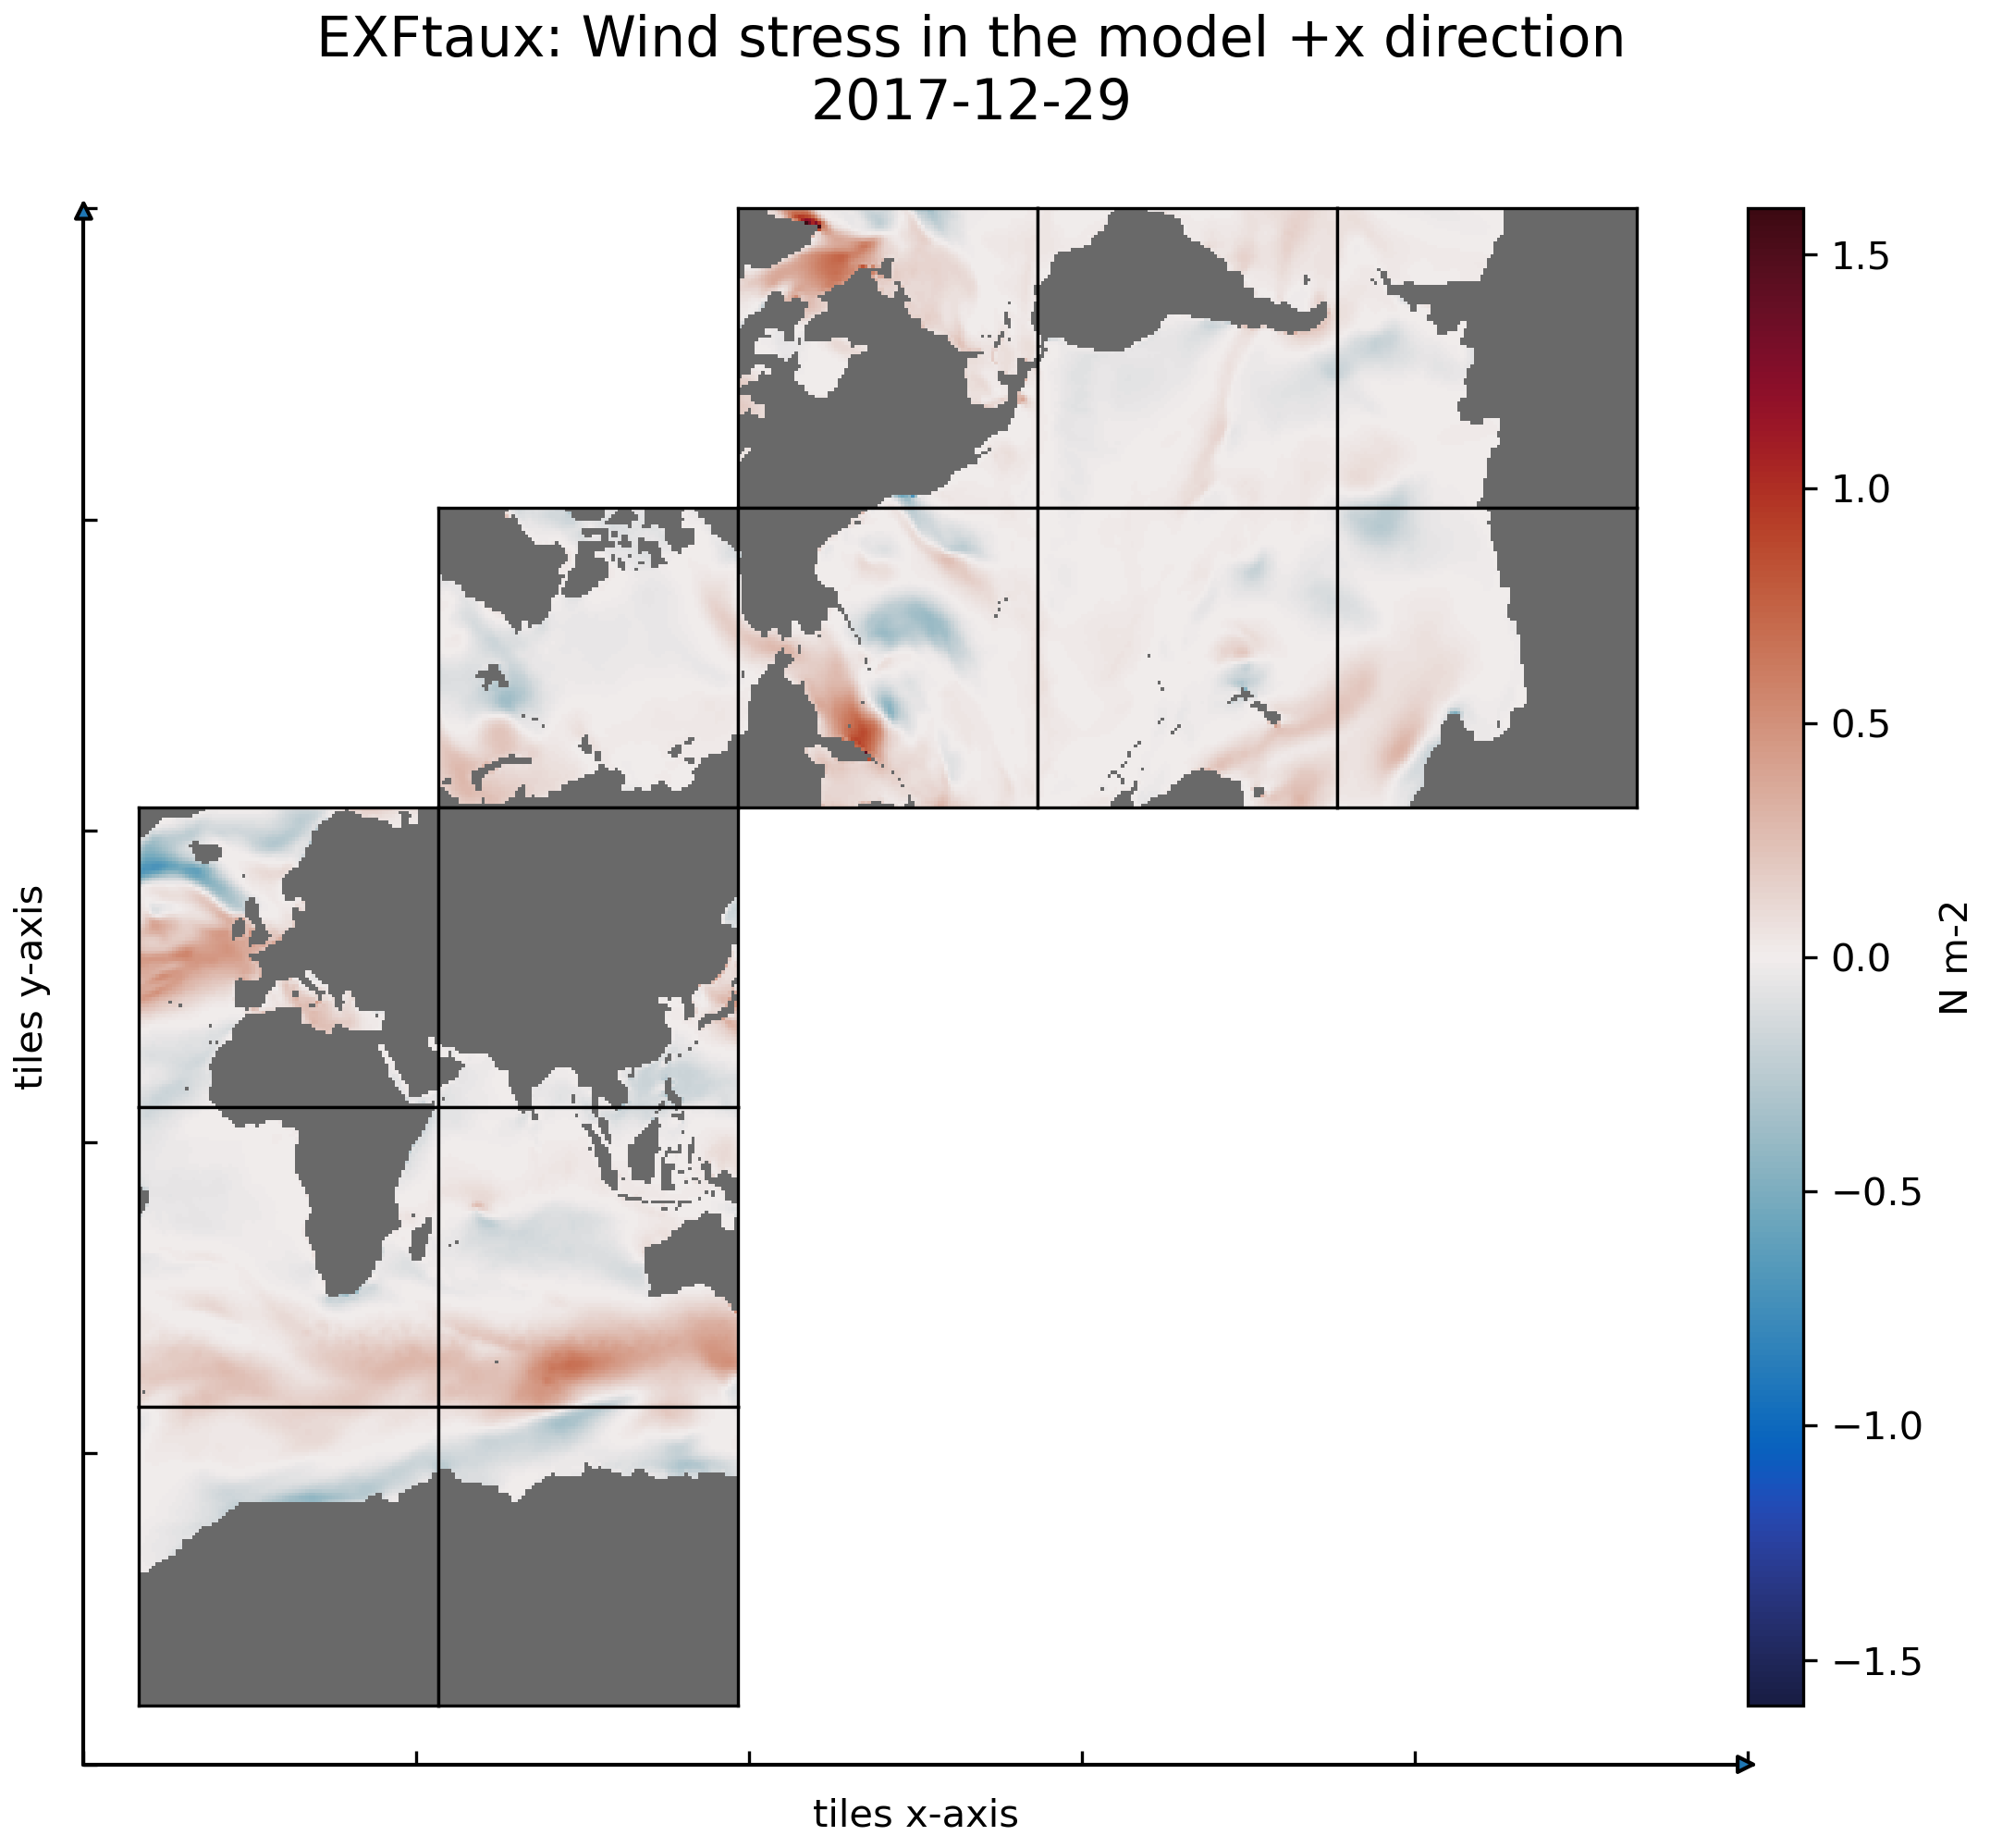 EXFtaux: Wind stress in the model +x direction
2017-12-29
tiles y-axis
tiles x-axis
1.5
1.0
0.5
0.0
−0.5
−1.0
−1.5
N m-2